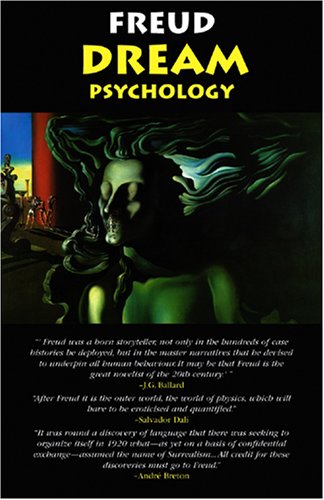 FREUD
DREAM
PSYCHOLOGY
"' Freud was a born storyteller, not only in the hundreds of case
histories be deployed, but in the master narratives that he devised
to underpin all human behaviour. It may be that Freud is the
great novelist of the 20th century.' "
-J.G. Ballard
"After Freud it is the outer world, the world of physics, which will
have to be eroticised and quantified."
-Salvador Dali
"It was round a discovery of language that there was seeking to
organize itself in 1920 what—as yet on a basis of confidential
exchange—assumed the name of Surrealism...All credit for these
discoveries must go to Freud."
-André Breton